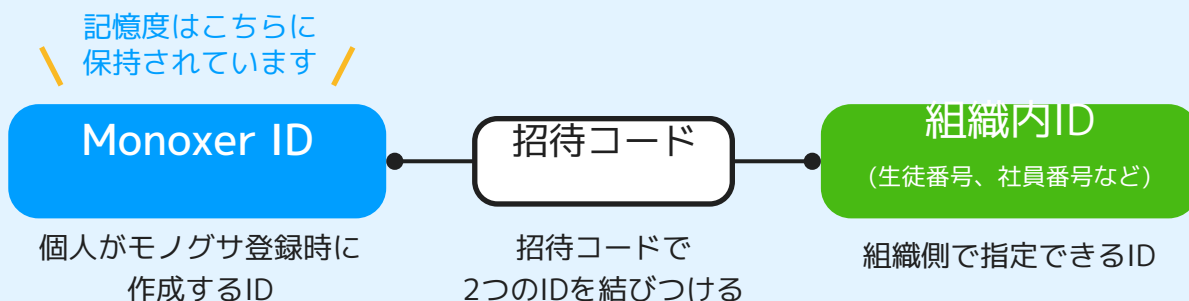 記憶度はこちらに
保持されています
Monoxer ID
招待コード
組織内ID
(生徒番号、社員番号など)
個人がモノグサ登録時に
作成するID
招待コードで
2つのIDを結びつける
組織側で指定できるID